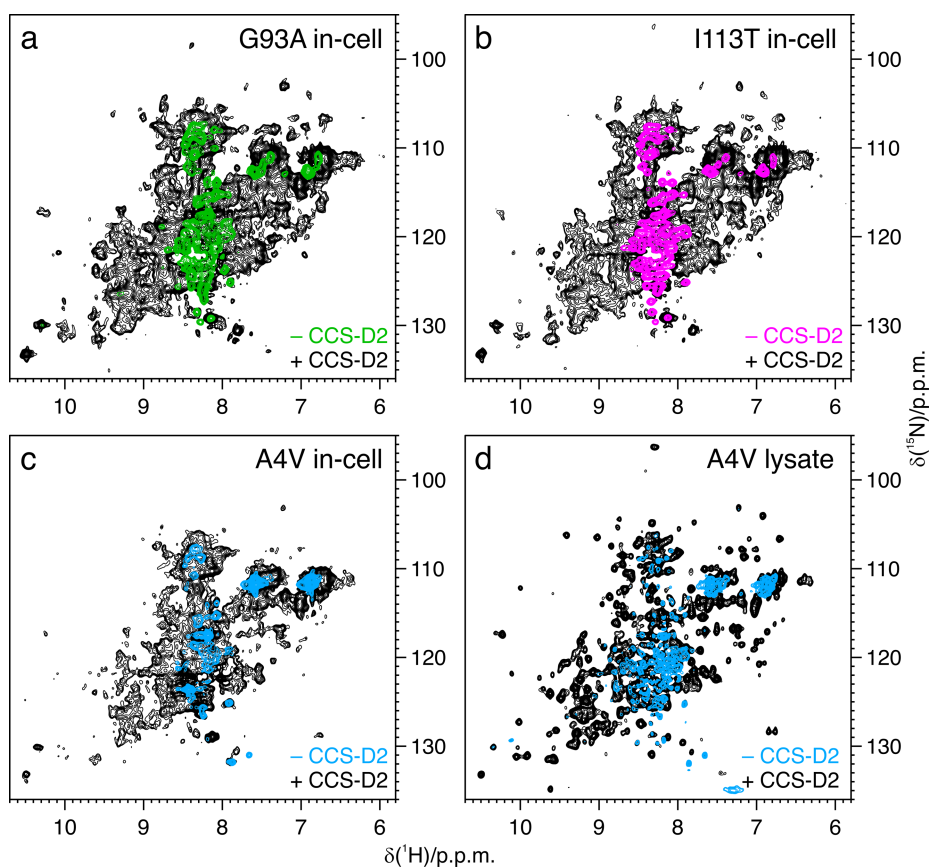 a G93A in-cell
b I113T in-cell
100
110
120
130
– CCS-D2
+ CCS-D2
– CCS-D2
+ CCS-D2
10 9 8 7 6
10 9 8 7 6
δ(¹⁵N)/p.p.m.
c A4V in-cell
d A4V lysate
100
110
120
130
100
110
120
130
– CCS-D2
+ CCS-D2
– CCS-D2
+ CCS-D2
10 9 8 7 6
10 9 8 7 6
100
110
120
130
δ(¹H)/p.p.m.